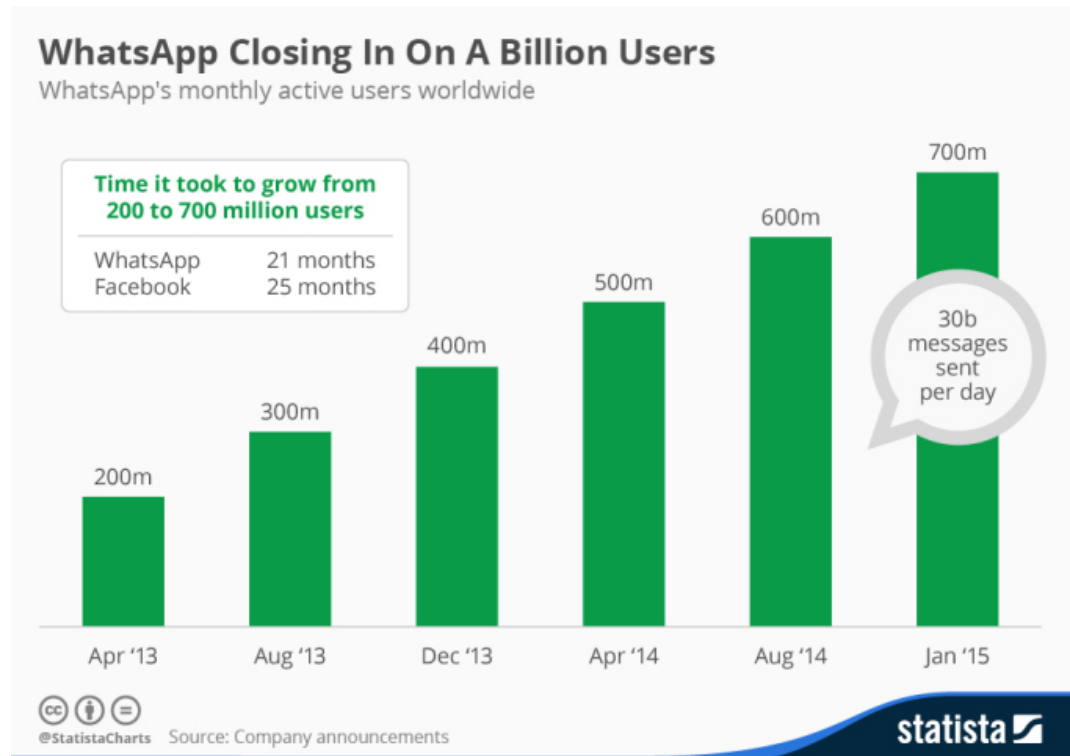 WhatsApp Closing In On A Billion Users
WhatsApp's monthly active users worldwide
Time it took to grow from
200 to 700 million users
WhatsApp 21 months
Facebook 25 months
200m
300m
400m
500m
600m
700m
30b
messages
sent
per day
Apr ‘13
Aug ‘13
Dec ‘13
Apr ‘14
Aug ‘14
Jan ‘15
cc
@StatistaCharts Source: Company announcements
statista